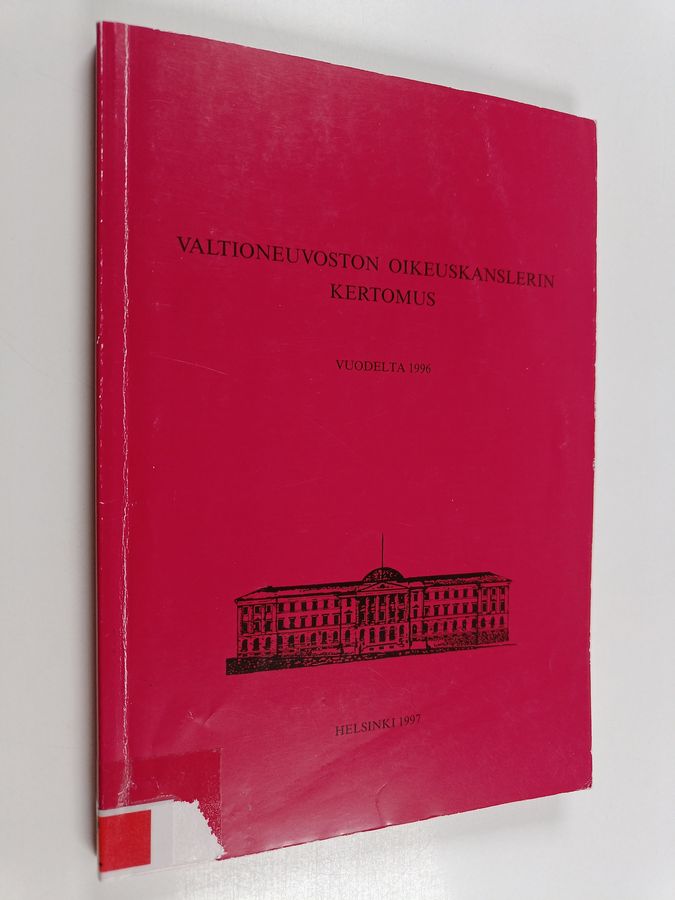 VALTIONEUVOSTON OIKEUSKANSLERIN
KERTOMUS
VUODELTA 1996
HELSINKI 1997